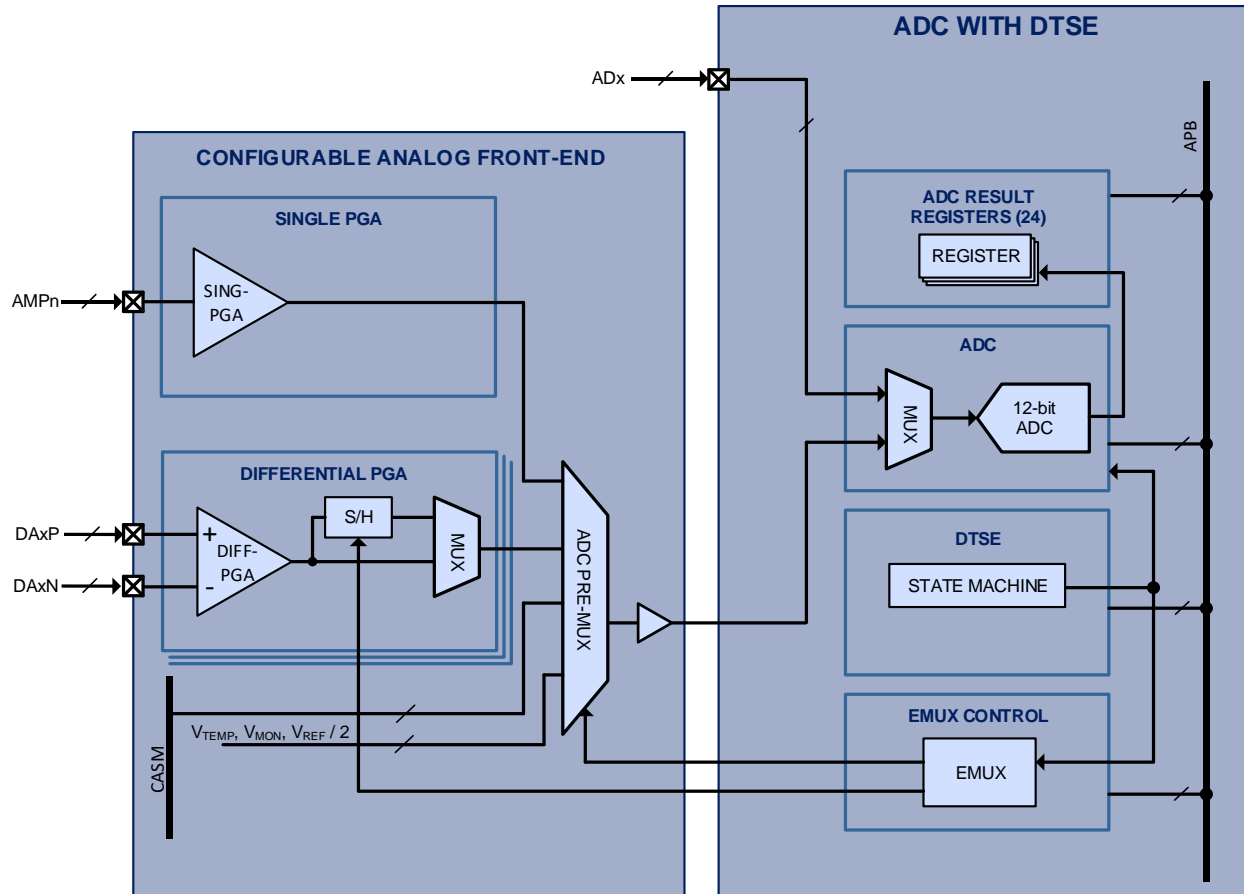 ADC WITH DTSE
ADx
APB
CONFIGURABLE ANALOG FRONT-END
SINGLE PGA
AMPn
SING-
PGA
ADC RESULT
REGISTERS (24)
REGISTER
ADC
MUX
12-bit
ADC
DIFFERENTIAL PGA
DAxP
DAxN
+
-
DIFF-
PGA
S/H
MUX
ADC PRE-MUX
DTSE
STATE MACHINE
CASM
VTEMP, VMON, VREF / 2
EMUX CONTROL
EMUX